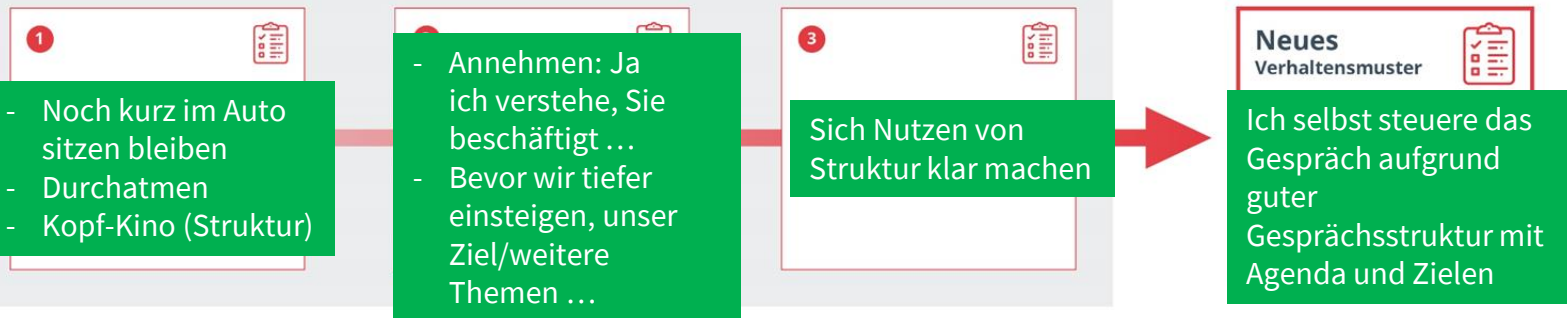 1
- Noch kurz im Auto
sitzen bleiben
- Durchatmen
- Kopf-Kino (Struktur)
- Annehmen: Ja
ich verstehe, Sie
beschäftigt …
- Bevor wir tiefer
einsteigen, unser
Ziel/weitere
Themen …
3
Sich Nutzen von
Struktur klar machen
Neues
Verhaltensmuster
Ich selbst steuere das
Gespräch aufgrund
guter
Gesprächsstruktur mit
Agenda und Zielen